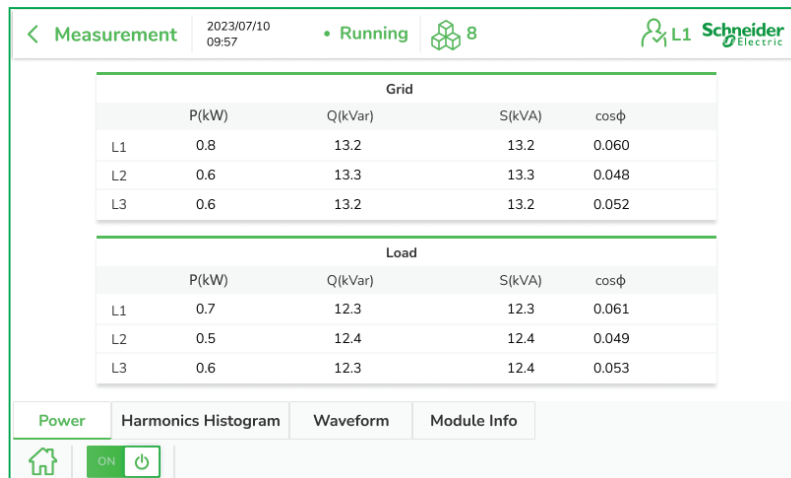 Measurement 2023/07/10 09:57 • Running 8 L1 Schneider Electric
Grid
P(kW) Q(kVar) S(kVA) cosϕ
L1 0.8 13.2 13.2 0.060
L2 0.6 13.3 13.3 0.048
L3 0.6 13.2 13.2 0.052
Load
P(kW) Q(kVar) S(kVA) cosϕ
L1 0.7 12.3 12.3 0.061
L2 0.5 12.4 12.4 0.049
L3 0.6 12.3 12.4 0.053
Power Harmonics Histogram Waveform Module Info
ON